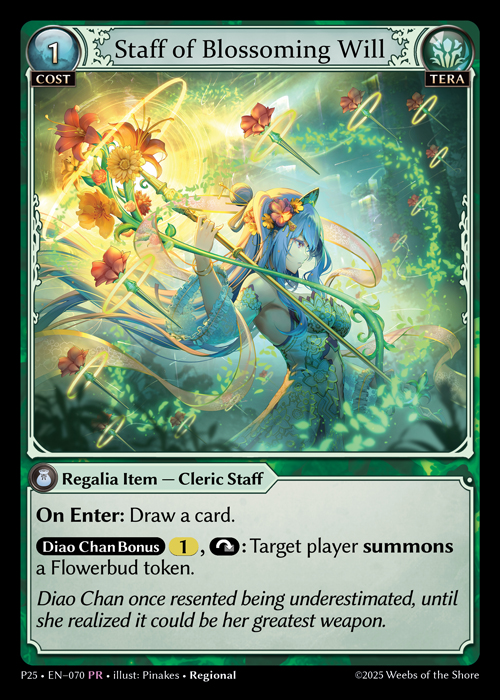 1
Staff of Blossoming Will
COST
TERA
Regalia Item — Cleric Staff
On Enter: Draw a card.
Diao Chan Bonus 1 , : Target player summons
a Flowerbud token.
Diao Chan once resented being underestimated, until
she realized it could be her greatest weapon.
P25 • EN–070 PR • illust: Pinakes • Regional
©2025 Weebs of the Shore